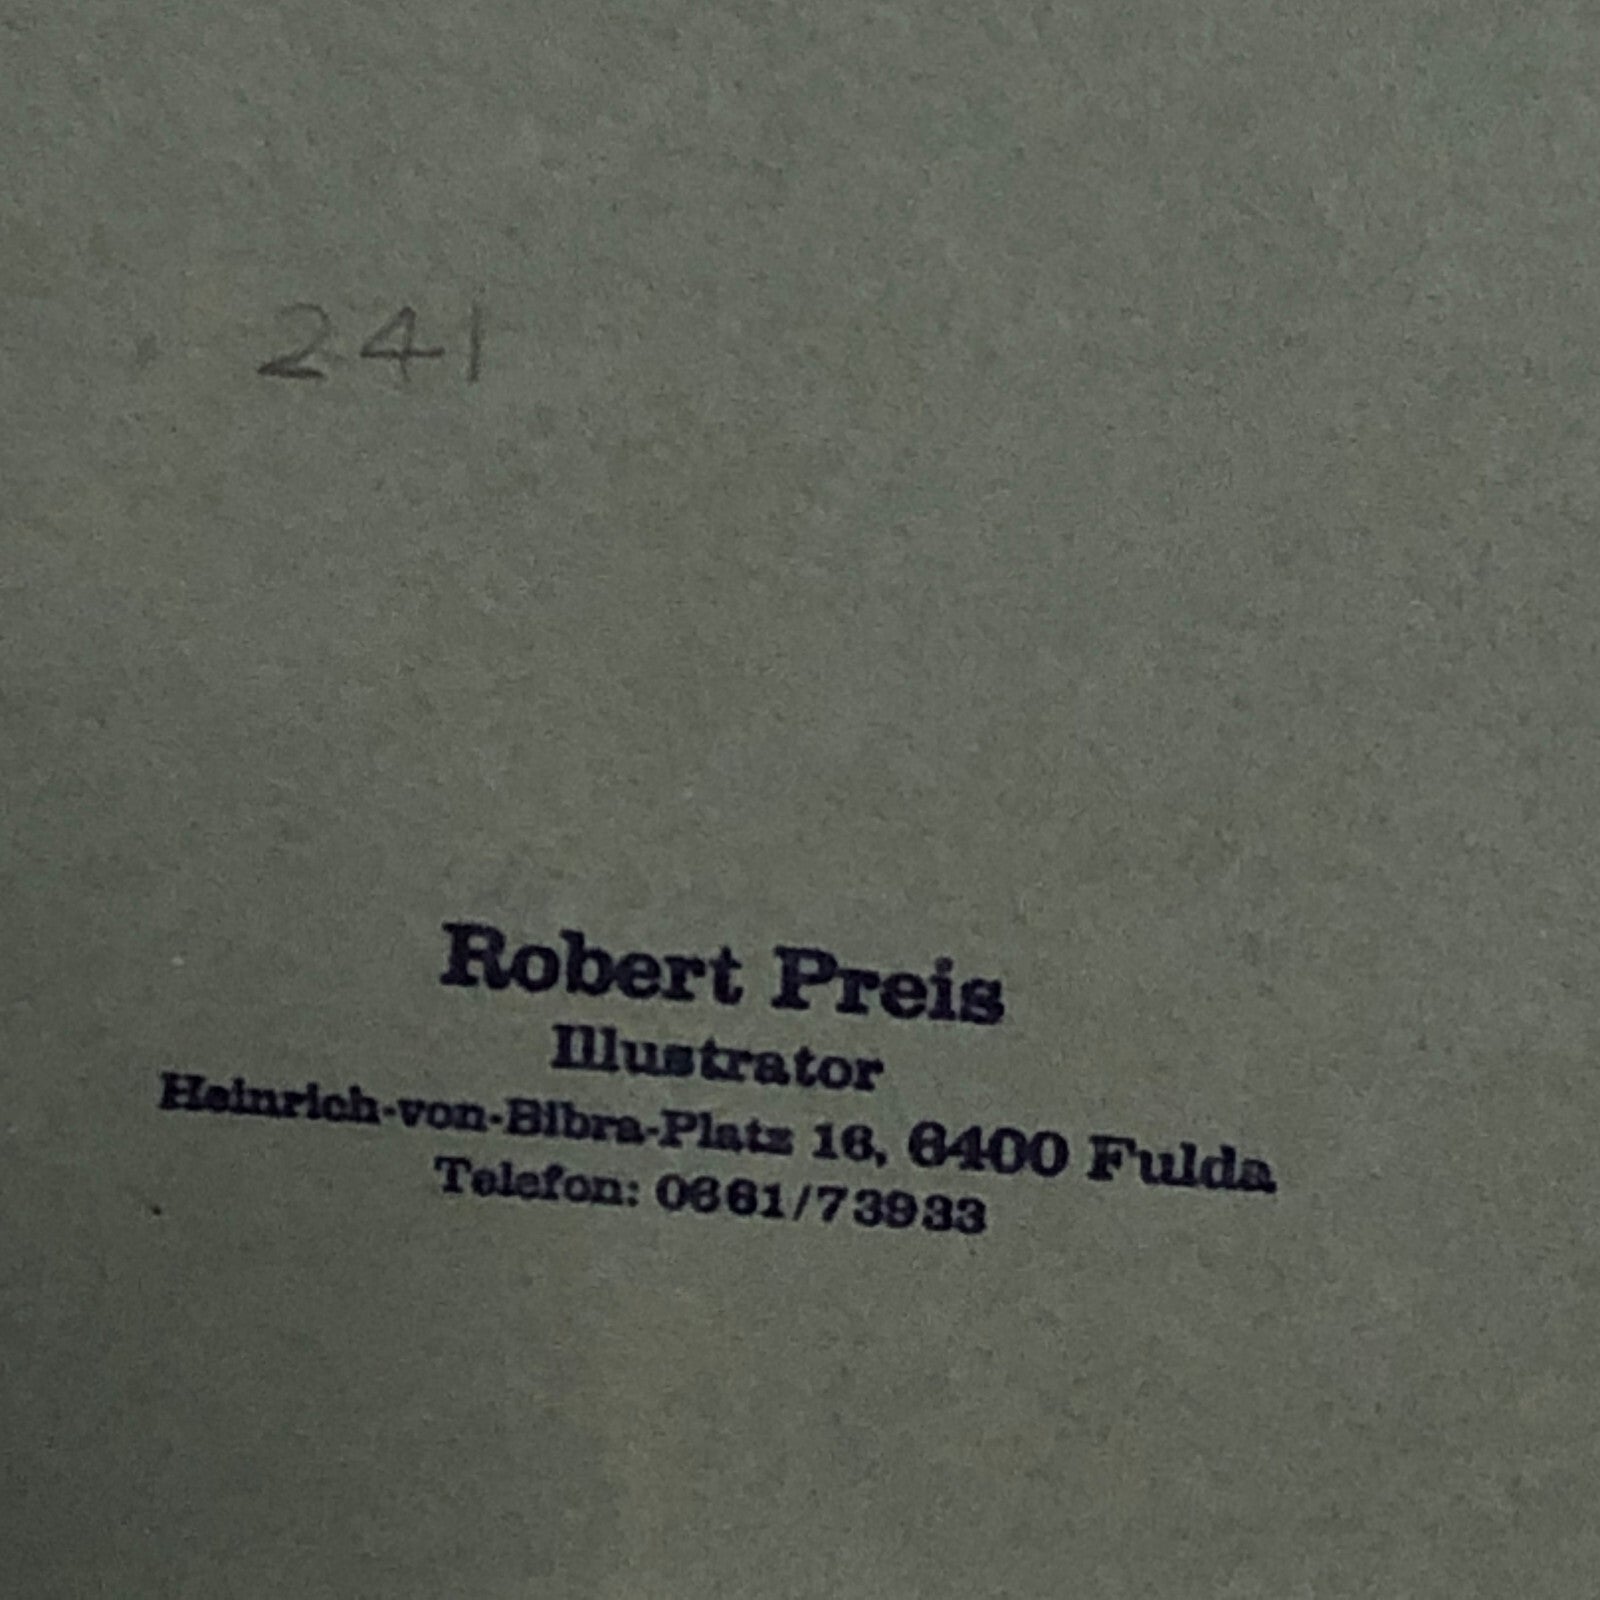 241
Robert Preis
Illustrator
Heinrich-von-Bibra-Platz 16, 6400 Fulda
Telefon: 0661/73933